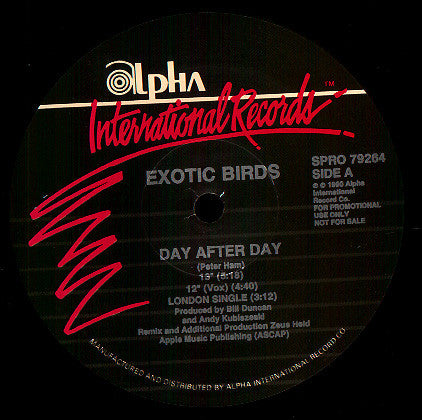 alpha
International Records ™
EXOTIC BIRDS
SPRO 79264
SIDE A
℗ © 1990 Alpha
International
Record Co.
FOR PROMOTIONAL
USE ONLY
NOT FOR SALE
DAY AFTER DAY
(Peter Ham)
12" (Vox) (4:40)
LONDON SINGLE (3:12)
Produced by Bill Duncan
and Andy Kubiszeski
Remix and Additional Production Zeus Held
Apple Music Publishing (ASCAP)
MANUFACTURED AND DISTRIBUTED BY ALPHA INTERNATIONAL RECORD CO.